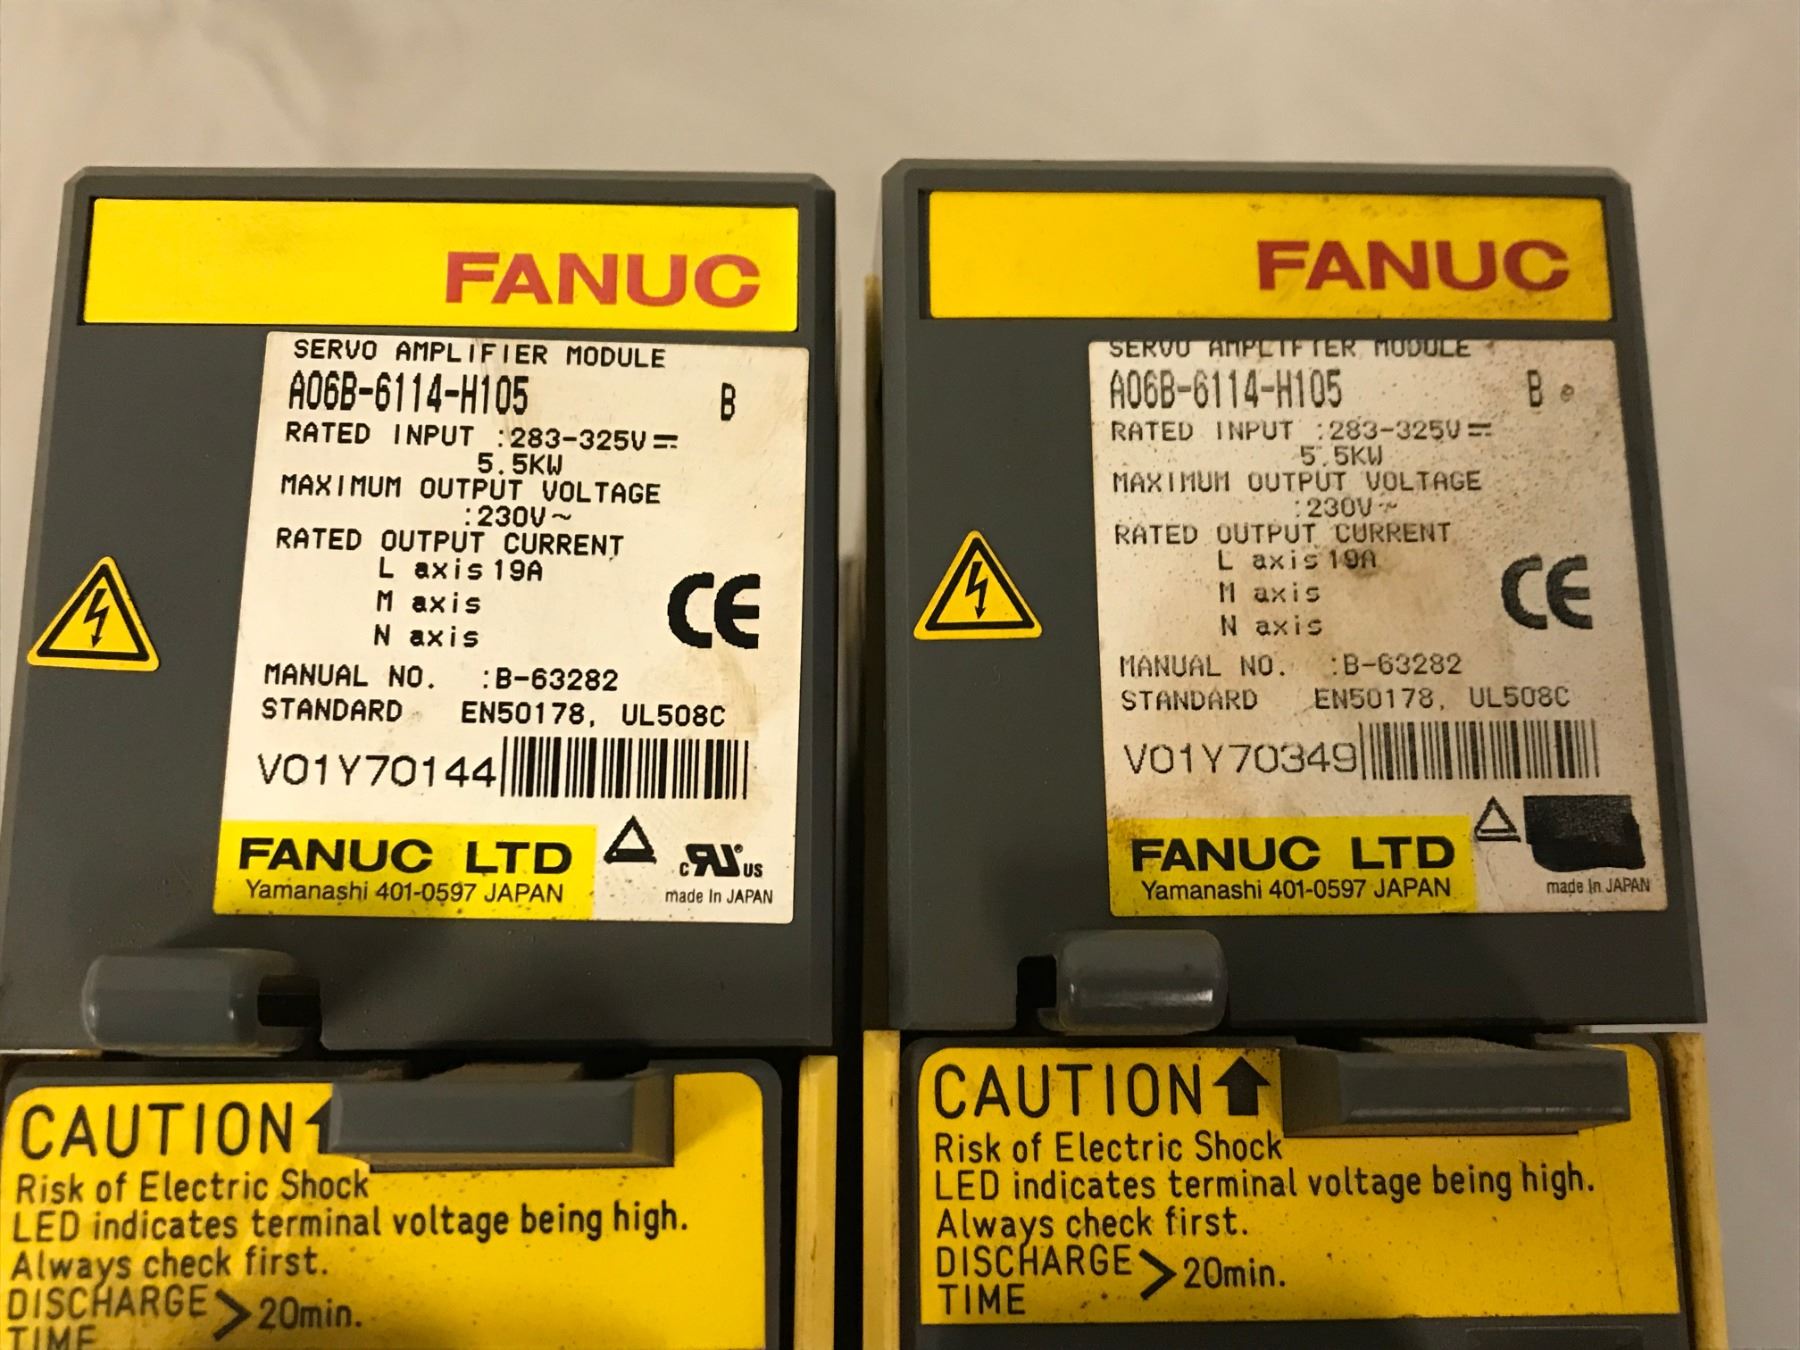 FANUC
SERVO AMPLIFIER MODULE
A06B-6114-H105 B
RATED INPUT :283-325V
5.5KW
MAXIMUM OUTPUT VOLTAGE
:230V~
RATED OUTPUT CURRENT
L axis 19A
M axis
N axis
CE
MANUAL NO. :B-63282
STANDARD EN50178, UL508C
V01Y70144
FANUC LTD
Yamanashi 401-0597 JAPAN
c RU ® US
made In JAPAN
CAUTION
Risk of Electric Shock
LED indicates terminal voltage being high.
Always check first.
DISCHARGE > 20min.
TIME
FANUC
SERVO AMPLIFIER MODULE
A06B-6114-H105 B
RATED INPUT :283-325V
5.5KW
MAXIMUM OUTPUT VOLTAGE
:230V~
RATED OUTPUT CURRENT
L axis 19A
M axis
N axis
CE
MANUAL NO. :B-63282
STANDARD EN50178, UL508C
V01Y70349
FANUC LTD
Yamanashi 401-0597 JAPAN
made In JAPAN
CAUTION
Risk of Electric Shock
LED indicates terminal voltage being high.
Always check first.
DISCHARGE > 20min.
TIME